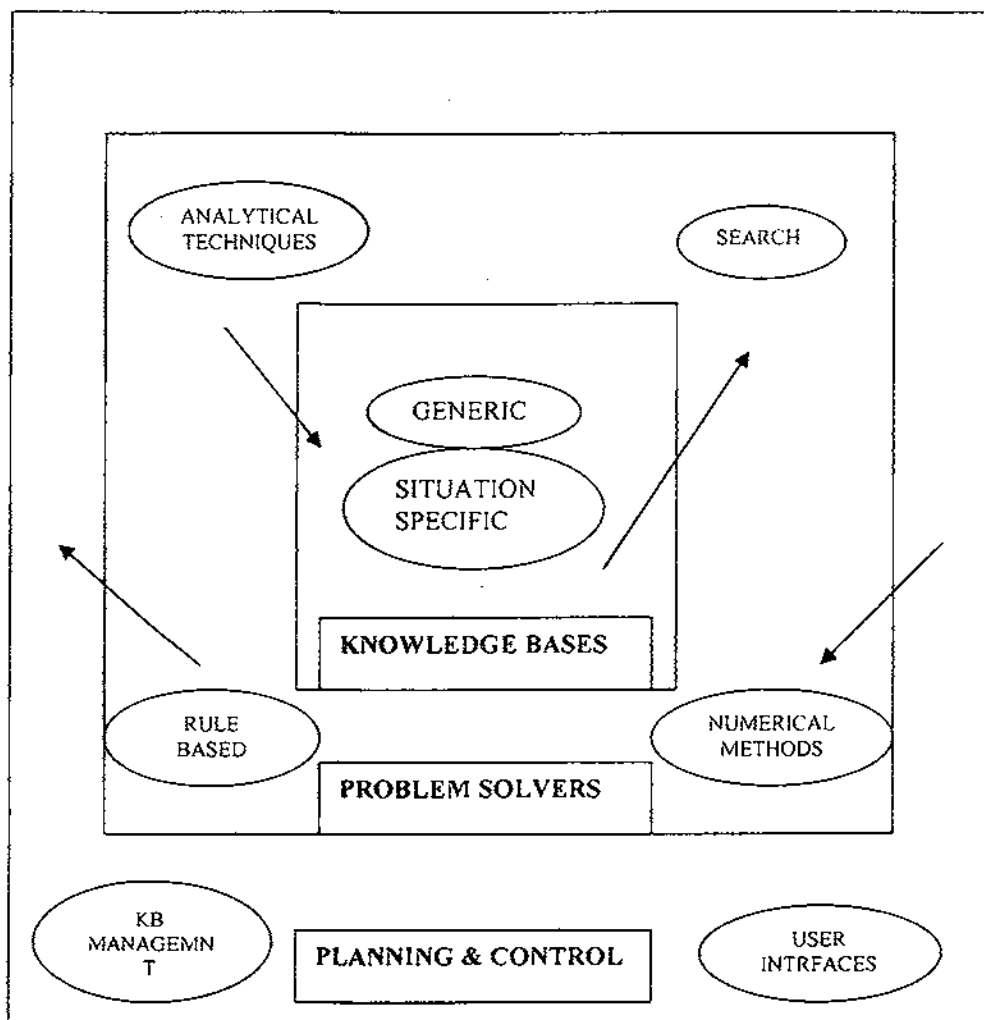 ANALYTICAL
TECHNIQUES
SEARCH
GENERIC
SITUATION
SPECIFIC
KNOWLEDGE BASES
RULE
BASED
NUMERICAL
METHODS
PROBLEM SOLVERS
KB
MANAGEMN
T
PLANNING & CONTROL
USER
INTRFACES